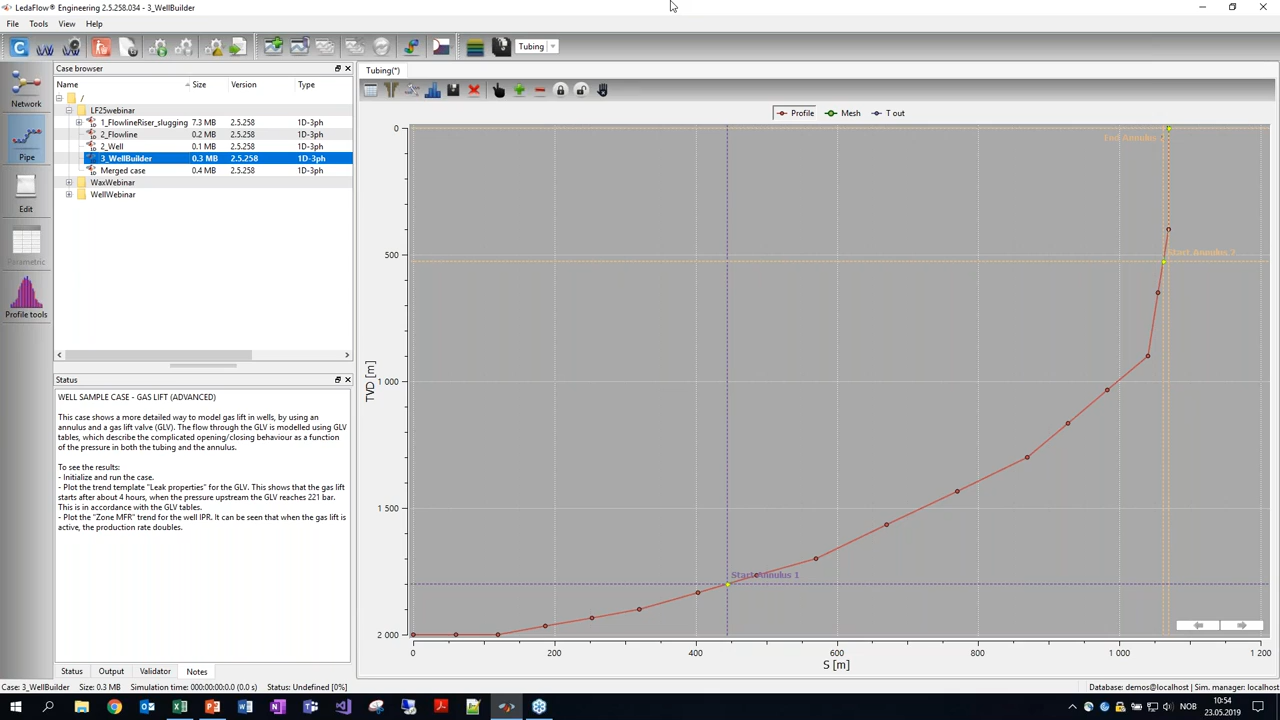 LedaFlow® Engineering 2.5.258.034 - 3_WellBuilder
File Tools View Help
Tubing
Case browser
Tubing(*)
Name Size Version Type
/
LF25webinar
1_FlowlineRiser_slugging 7.3 MB 2.5.258 1D-3ph
2_Flowline 0.2 MB 2.5.258 1D-3ph
2_Well 0.1 MB 2.5.258 1D-3ph
3_WellBuilder 0.3 MB 2.5.258 1D-3ph
Merged case 0.4 MB 2.5.258 1D-3ph
WaxWebinar
WellWebinar
Network
Pipe
Edit
Parametric
Profile tools
Status
WELL SAMPLE CASE - GAS LIFT (ADVANCED)
This case shows a more detailed way to model gas lift in wells, by using an
annulus and a gas lift valve (GLV). The flow through the GLV is modelled using GLV
tables, which describe the complicated opening/closing behaviour as a function
of the pressure in both the tubing and the annulus.
To see the results:
- Initialize and run the case.
- Plot the trend template "Leak properties" for the GLV. This shows that the gas lift
starts after about 4 hours, when the pressure upstream the GLV reaches 221 bar.
This is in accordance with the GLV tables.
- Plot the "Zone MFR" trend for the well IPR. It can be seen that when the gas lift is
active, the production rate doubles.
Status Output Validator Notes
Profile Mesh T out
End Annulus
Start Annulus 2
Start Annulus 1
TVD [m]
0
500
1 000
1 500
2 000
0 200 400 600 800 1 000 1 200
S [m]
Case: 3_WellBuilder Size: 0.3 MB Simulation time: 000:00:00:0.0 (0.0 s) Status: Undefined [0%]
Database: demos@localhost | Sim. manager: localhost
NOB
10:54
23.05.2019